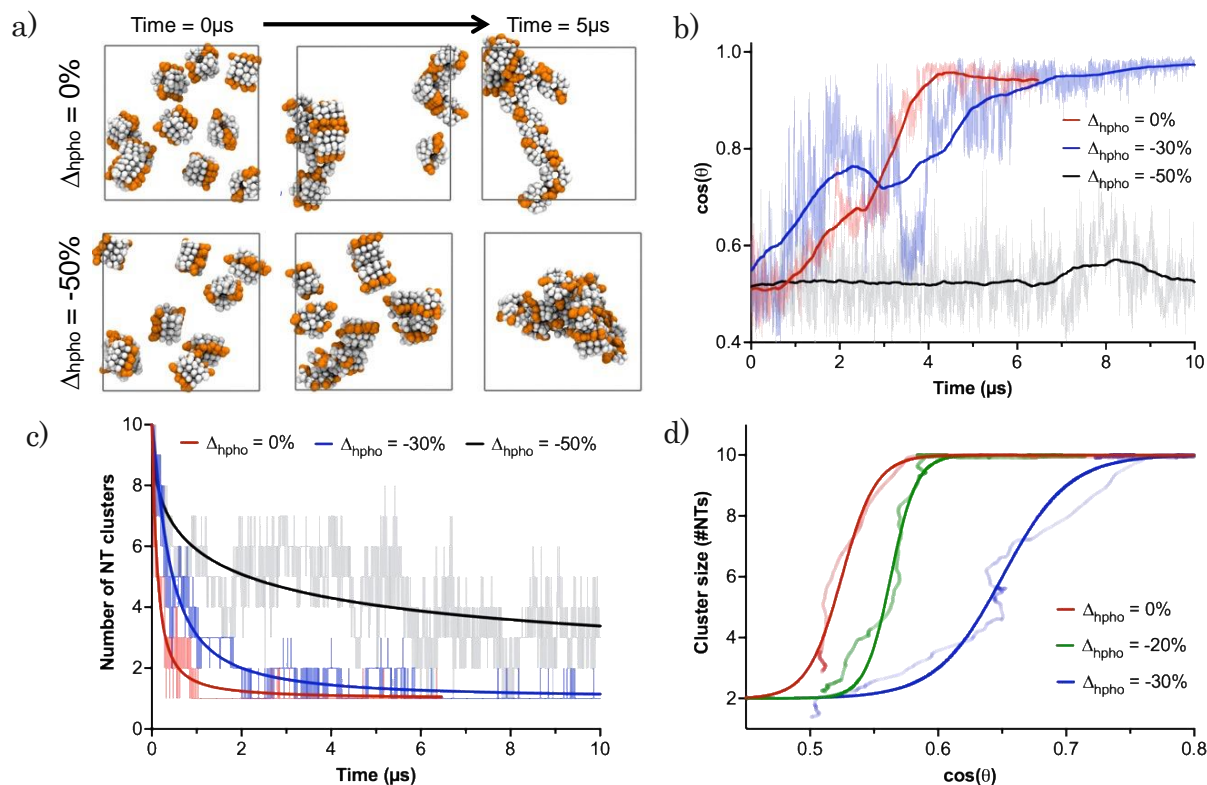 a)
Time = 0µs
Time = 5µs
Δhpho = 0%
Δhpho = -50%
b)
1.0
0.8
0.6
0.4
cos(θ)
0 2 4 6 8 10
Time (µs)
Δhpho = 0%
Δhpho = -30%
Δhpho = -50%
c)
10
8
6
4
2
0
Number of NT clusters
Δhpho = 0% Δhpho = -30% Δhpho = -50%
0 2 4 6 8 10
Time (µs)
d)
10
8
6
4
2
Cluster size (#NTs)
Δhpho = 0%
Δhpho = -20%
Δhpho = -30%
0.5 0.6 0.7 0.8
cos(θ)